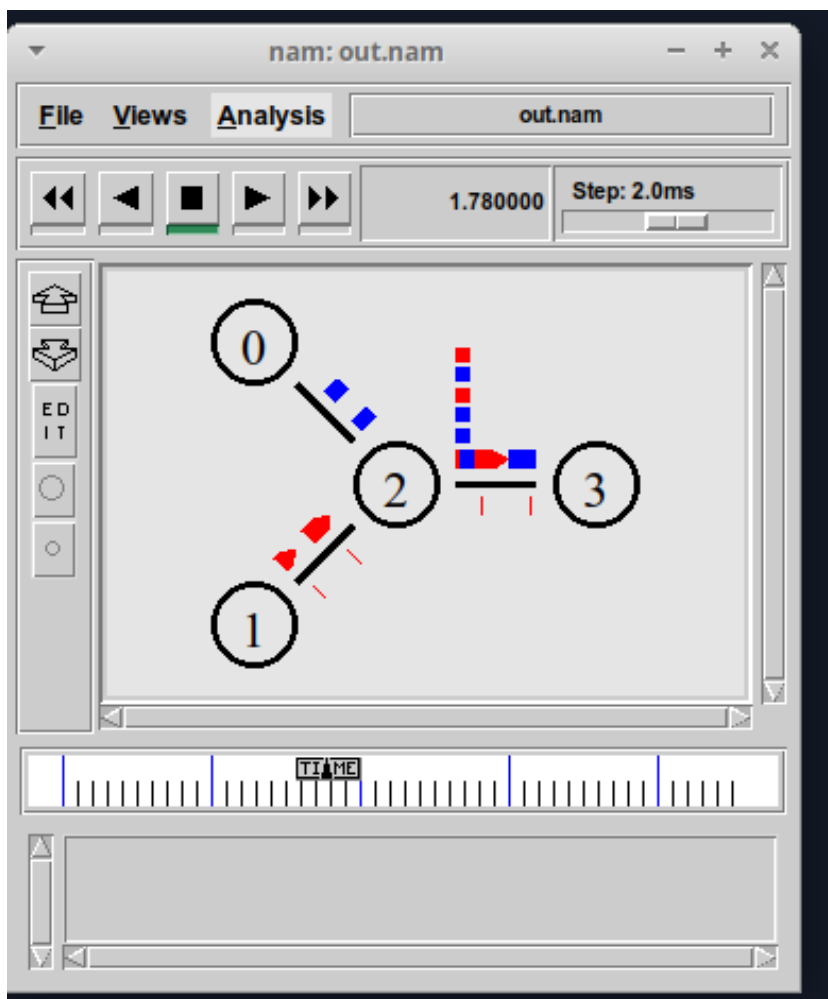 nam: out.nam
File Views Analysis out.nam
1.780000 Step: 2.0ms
E D
I T
0
2 3
1
TIME